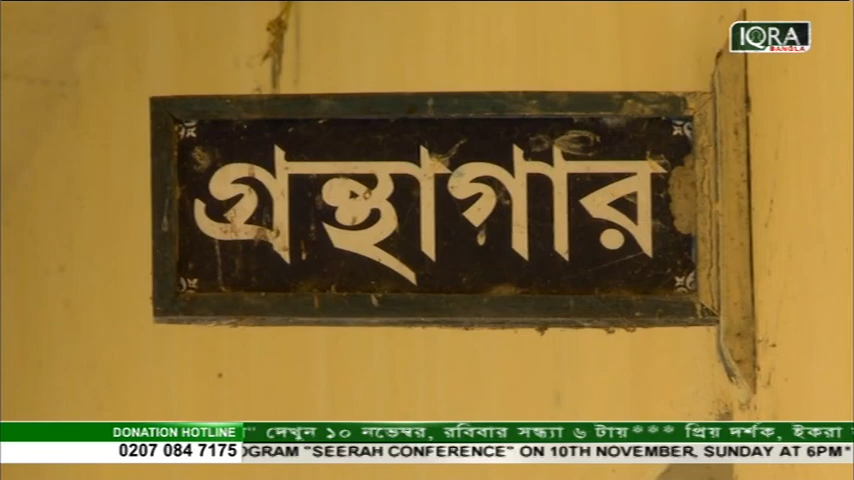 IQRA
BANGLA
গ্রন্থাগার
DONATION HOTLINE
0207 084 7175
দেখুন ১০ নভেম্বর, রবিবার সন্ধ্যা ৬ টায়*** প্রিয় দর্শক, ইকরা
OGRAM "SEERAH CONFERENCE" ON 10TH NOVEMBER, SUNDAY AT 6PM*